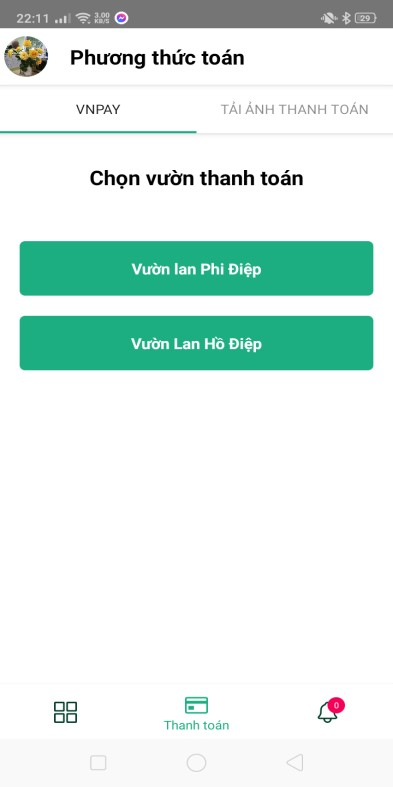 22:11 3.00 KB/S 29
Phương thức toán
VNPAY TẢI ẢNH THANH TOÁN
Chọn vườn thanh toán
Vườn lan Phi Điệp
Vườn Lan Hồ Điệp
0
Thanh toán